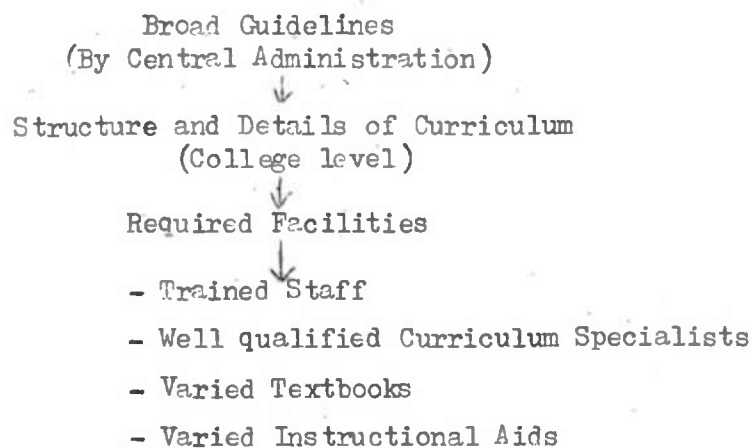 Broad Guidelines
(By Central Administration)
Structure and Details of Curriculum
(College level)
Required Facilities
- Trained Staff
- Well qualified Curriculum Specialists
- Varied Textbooks
- Varied Instructional Aids